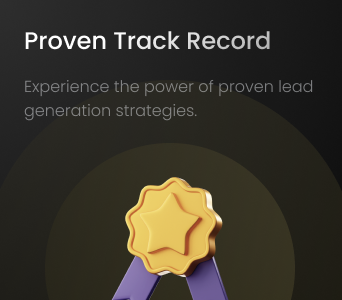 Proven Track Record
Experience the power of proven lead
generation strategies.